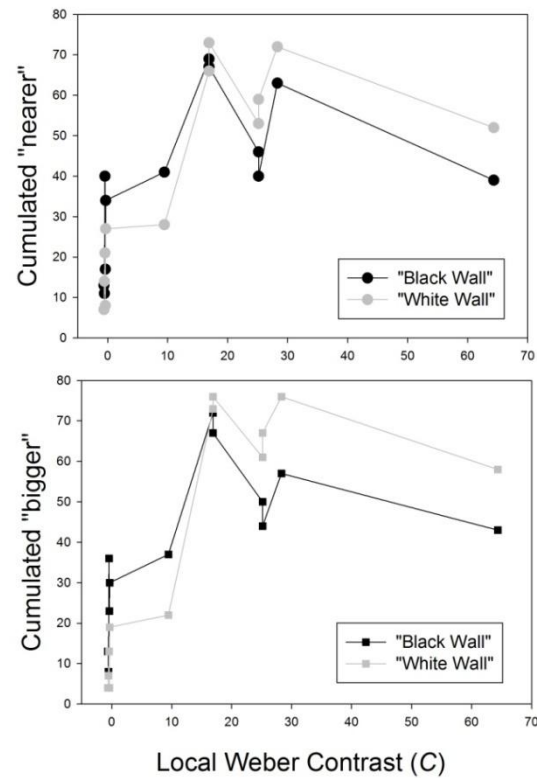 80
70
60
50
40
30
20
10
0
Cumulated "nearer"
"Black Wall"
"White Wall"
0 10 20 30 40 50 60 70
80
70
60
50
40
30
20
10
0
Cumulated "bigger"
"Black Wall"
"White Wall"
0 10 20 30 40 50 60 70
Local Weber Contrast (C)